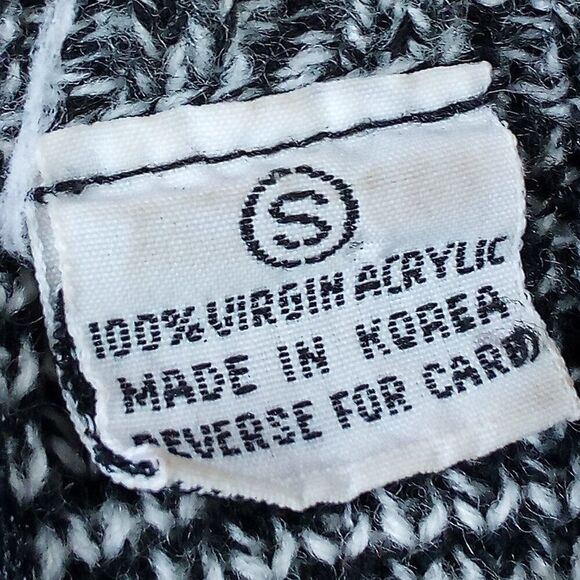 S
100% VIRGIN ACRYLIC
MADE IN KOREA
REVERSE FOR CARE